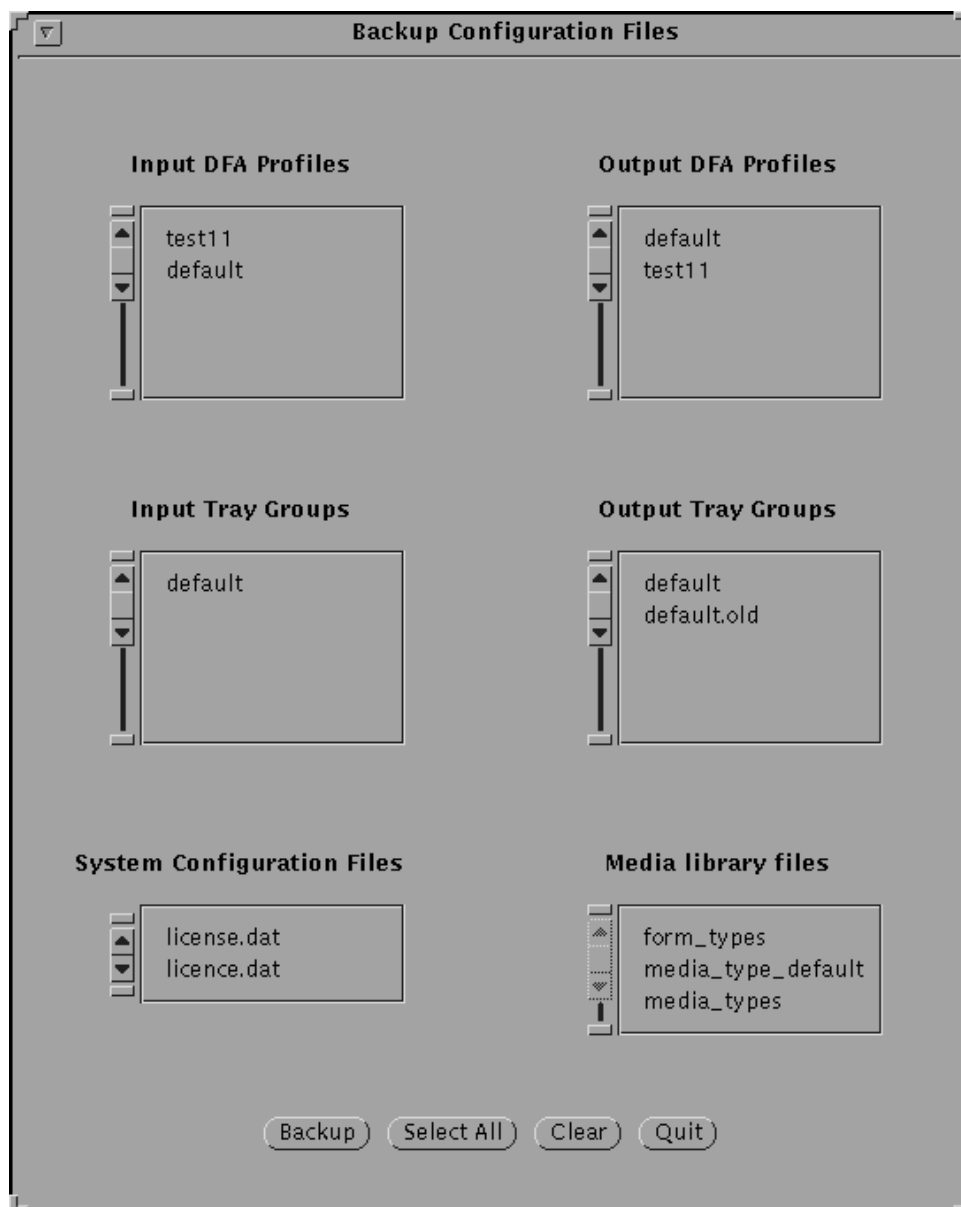 Backup Configuration Files
Input DFA Profiles
test11
default
Output DFA Profiles
default
test11
Input Tray Groups
default
Output Tray Groups
default
default.old
System Configuration Files
license.dat
licence.dat
Media library files
form_types
media_type_default
media_types
Backup Select All Clear Quit